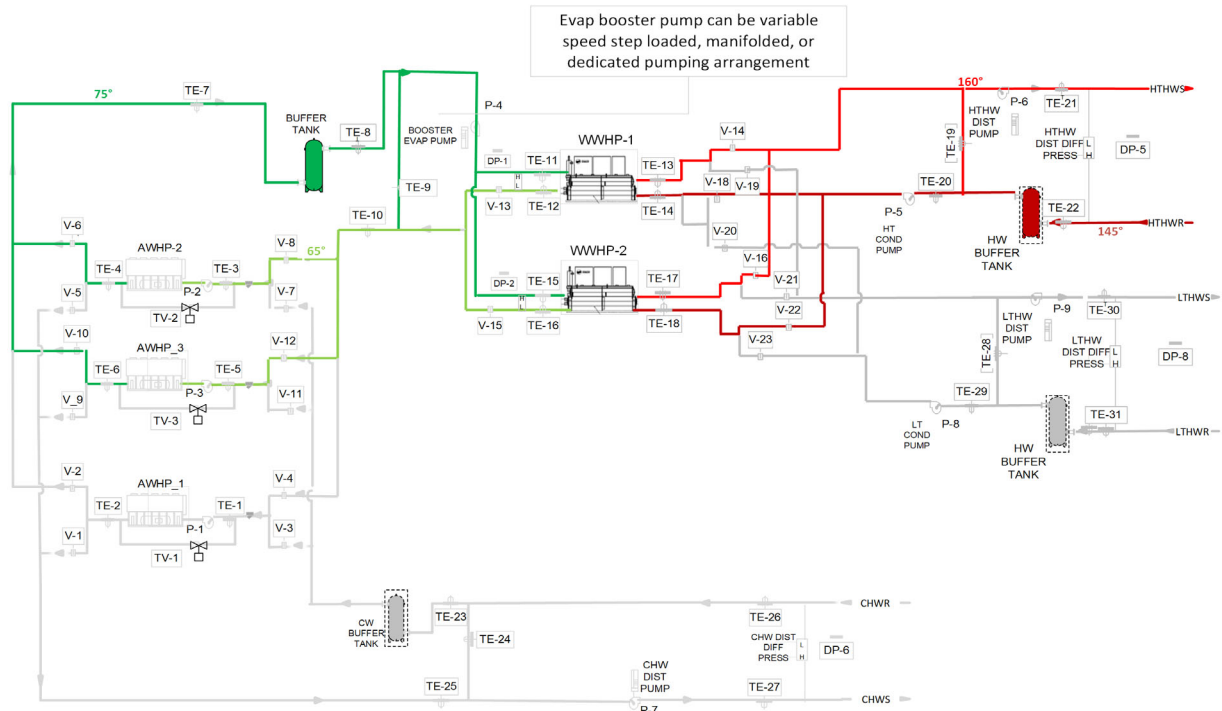 Evap booster pump can be variable
speed step loaded, manifolded, or
dedicated pumping arrangement
75°
TE-7
BUFFER
TANK
TE-8
BOOSTER
EVAP PUMP
P-4
TE-9
TE-10
DP-1
H
L
TE-11
V-13
TE-12
WWHP-1
TE-13
TE-14
V-14
V-18
V-19
V-20
160°
TE-19
P-6
HTHW
DIST
PUMP
TE-21
HTHWS
HTHW
DIST DIFF
PRESS
L
H
DP-5
P-5
HT
COND
PUMP
TE-20
TE-22
HTHWR
145°
HW
BUFFER
TANK
V-6
AWHP-2
V-8
65°
TE-4
P-2
TE-3
V-5
TV-2
V-7
V-10
AWHP_3
V-12
TE-6
P-3
TE-5
V_9
TV-3
V-11
DP-2
H
L
TE-15
V-15
TE-16
WWHP-2
TE-17
TE-18
V-16
V-21
V-22
V-23
P-9
LTHW
DIST
PUMP
TE-30
LTHWS
TE-28
LTHW
DIST DIFF
PRESS
L
H
DP-8
TE-29
P-8
LT
COND
PUMP
TE-31
LTHWR
HW
BUFFER
TANK
V-2
AWHP_1
V-4
TE-2
P-1
TE-1
V-1
TV-1
V-3
CW
BUFFER
TANK
TE-23
TE-24
TE-26
CHWR
CHW DIST
DIFF
PRESS
L
H
DP-6
TE-25
CHW
DIST
PUMP
P-7
TE-27
CHWS